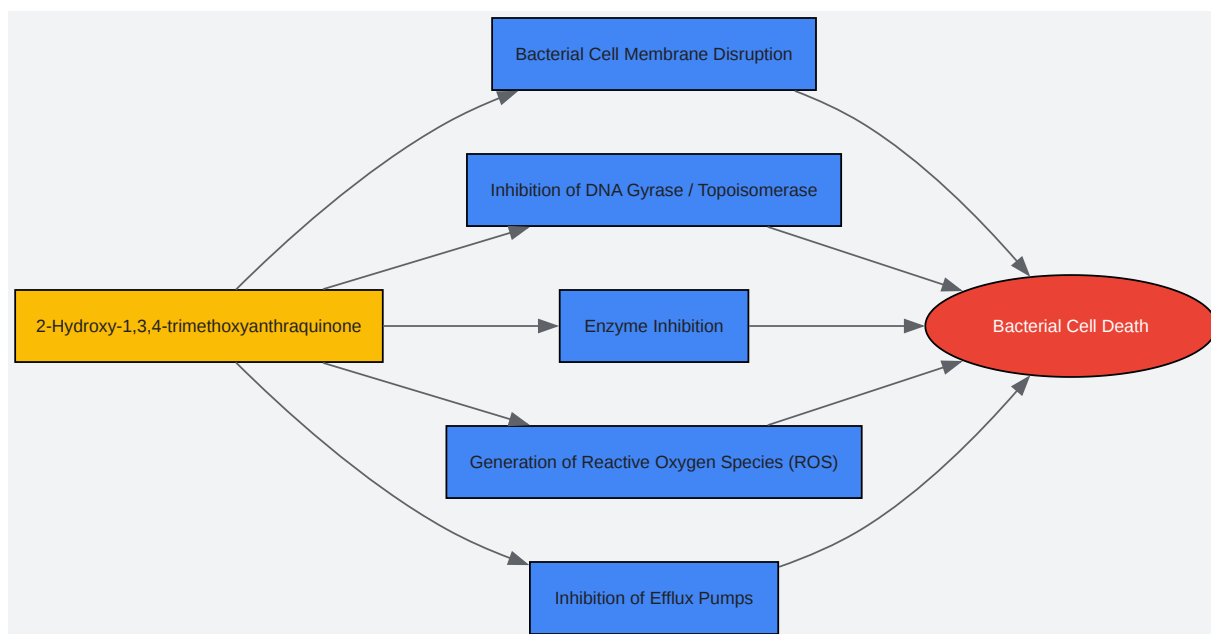 Bacterial Cell Membrane Disruption
Inhibition of DNA Gyrase / Topoisomerase
2-Hydroxy-1,3,4-trimethoxyanthraquinone
Enzyme Inhibition
Bacterial Cell Death
Generation of Reactive Oxygen Species (ROS)
Inhibition of Efflux Pumps